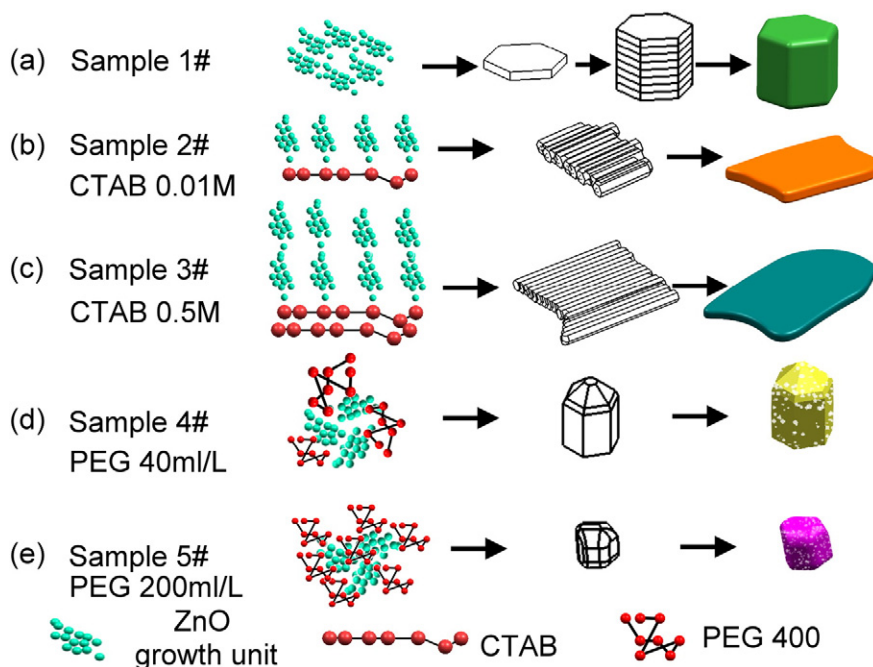 (a) Sample 1#
(b) Sample 2#
CTAB 0.01M
(c) Sample 3#
CTAB 0.5M
(d) Sample 4#
PEG 40ml/L
(e) Sample 5#
PEG 200ml/L
ZnO
growth unit
CTAB
PEG 400